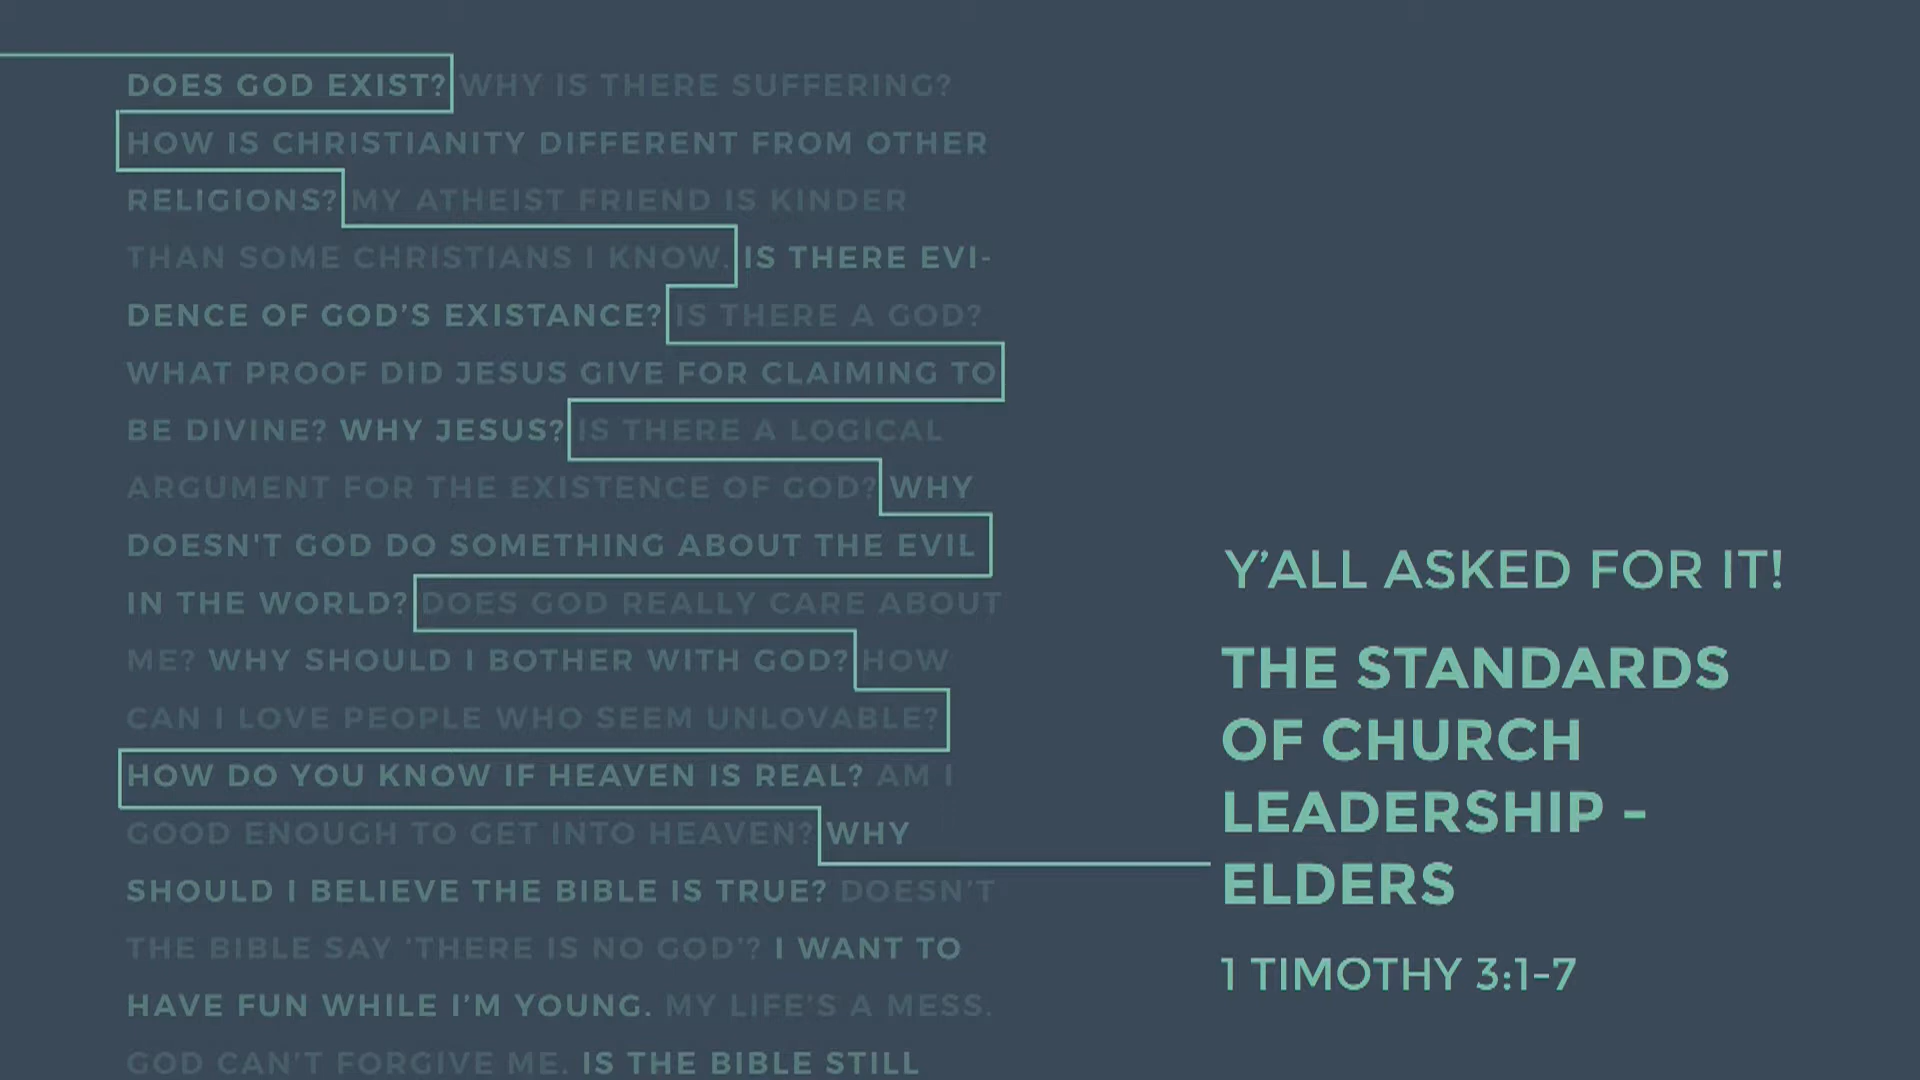 DOES GOD EXIST? WHY IS THERE SUFFERING?
HOW IS CHRISTIANITY DIFFERENT FROM OTHER
RELIGIONS? MY ATHEIST FRIEND IS KINDER
THAN SOME CHRISTIANS I KNOW. IS THERE EVI-
DENCE OF GOD'S EXISTANCE? IS THERE A GOD?
WHAT PROOF DID JESUS GIVE FOR CLAIMING TO
BE DIVINE? WHY JESUS? IS THERE A LOGICAL
ARGUMENT FOR THE EXISTENCE OF GOD? WHY
DOESN'T GOD DO SOMETHING ABOUT THE EVIL
IN THE WORLD? DOES GOD REALLY CARE ABOUT
ME? WHY SHOULD I BOTHER WITH GOD? HOW
CAN I LOVE PEOPLE WHO SEEM UNLOVABLE?
HOW DO YOU KNOW IF HEAVEN IS REAL? AM I
GOOD ENOUGH TO GET INTO HEAVEN? WHY
SHOULD I BELIEVE THE BIBLE IS TRUE? DOESN'T
THE BIBLE SAY 'THERE IS NO GOD'? I WANT TO
HAVE FUN WHILE I'M YOUNG. MY LIFE'S A MESS.
GOD CAN'T FORGIVE ME. IS THE BIBLE STILL
Y'ALL ASKED FOR IT!
THE STANDARDS
OF CHURCH
LEADERSHIP -
ELDERS
1 TIMOTHY 3:1-7